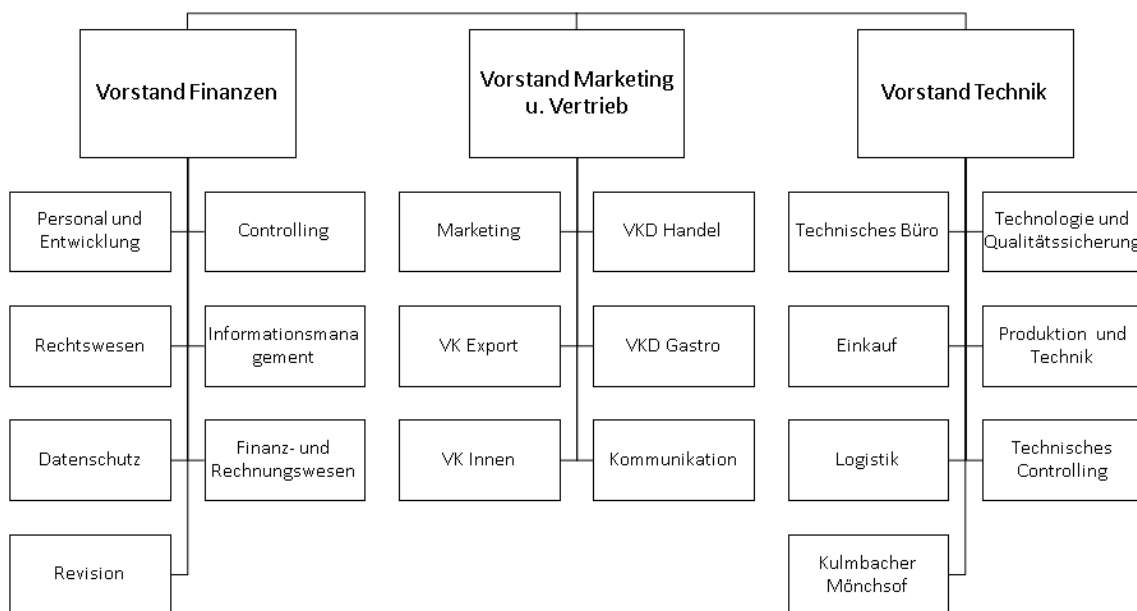 Vorstand Finanzen
Vorstand Marketing
u. Vertrieb
Vorstand Technik
Personal und
Entwicklung
Controlling
Rechtswesen
Informationsmana
gement
Datenschutz
Finanz- und
Rechnungswesen
Revision
Marketing
VKD Handel
VK Export
VKD Gastro
VK Innen
Kommunikation
Technisches Büro
Technologie und
Qualitätssicherung
Einkauf
Produktion und
Technik
Logistik
Technisches
Controlling
Kulmbacher
Mönchsof